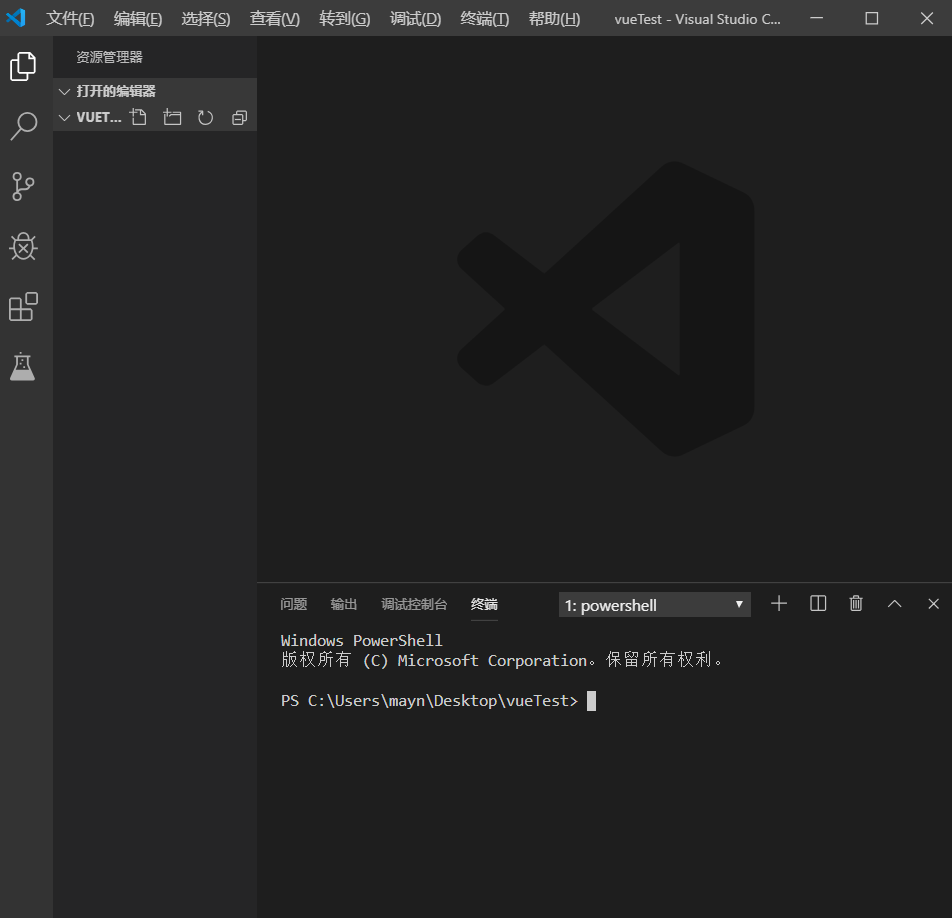 文件(F) 编辑(E) 选择(S) 查看(V) 转到(G) 调试(D) 终端(T) 帮助(H) vueTest - Visual Studio C...
资源管理器
打开的编辑器
VUET...
问题 输出 调试控制台 终端 1: powershell
Windows PowerShell
版权所有 (C) Microsoft Corporation。保留所有权利。
PS C:\Users\mayn\Desktop\vueTest>